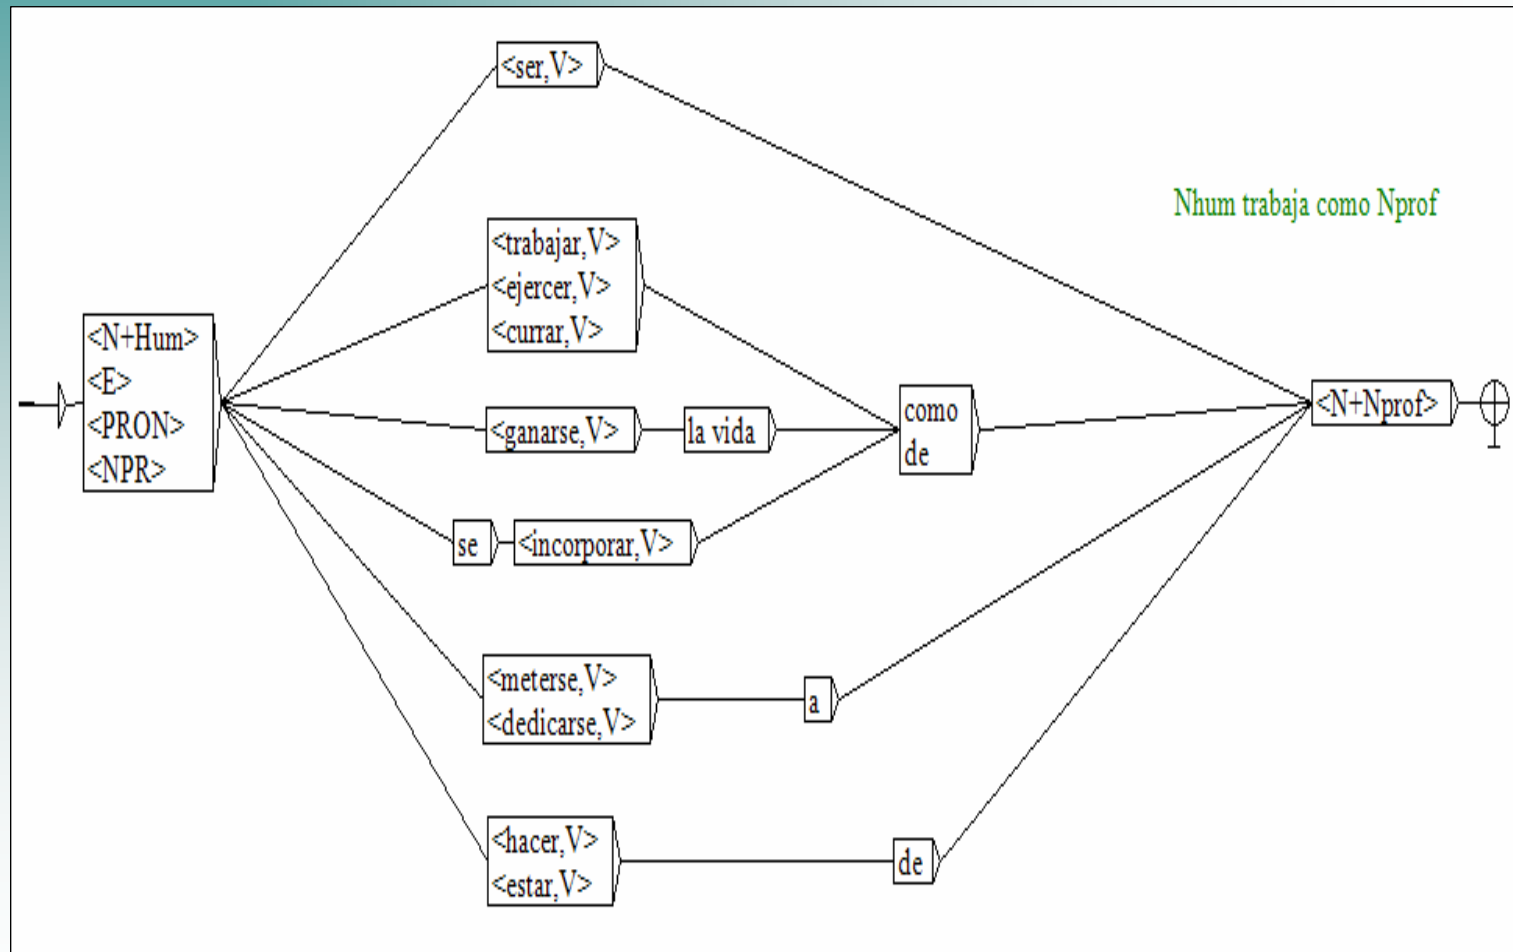 <ser,V>
Nhum trabaja como Nprof
<trabajar,V>
<ejercer,V>
<currar,V>
<N+Hum>
<E>
<PRON>
<NPR>
<ganarse,V>
la vida
como
de
<N+Nprof>
se
<incorporar,V>
<meterse,V>
<dedicarse,V>
a
<hacer,V>
<estar,V>
de